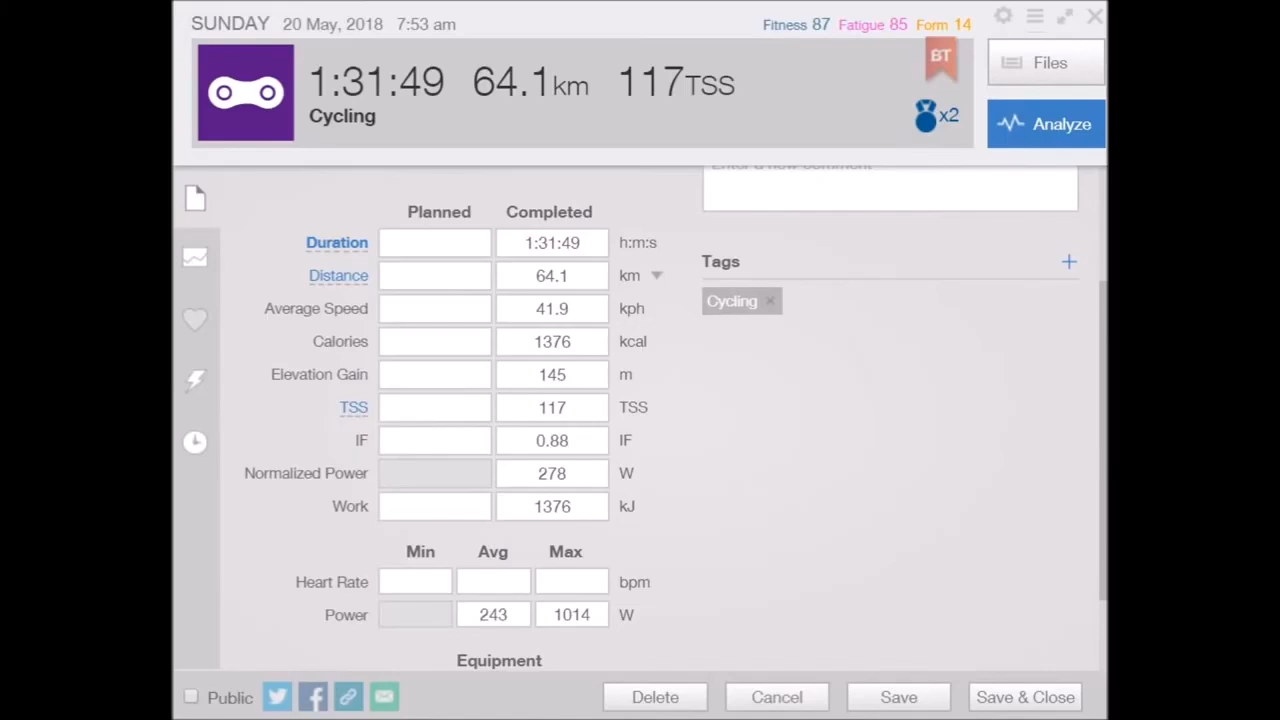 SUNDAY 20 May, 2018 7:53 am Fitness 87 Fatigue 85 Form 14
1:31:49 64.1km 117TSS
Cycling
BT
x2
Files
Analyze
Enter a new comment
Planned Completed
Duration 1:31:49 h:m:s
Distance 64.1 km
Average Speed 41.9 kph
Calories 1376 kcal
Elevation Gain 145 m
TSS 117 TSS
IF 0.88 IF
Normalized Power 278 W
Work 1376 kJ
Min Avg Max
Heart Rate bpm
Power 243 1014 W
Equipment
Tags +
Cycling ×
Public Delete Cancel Save Save & Close